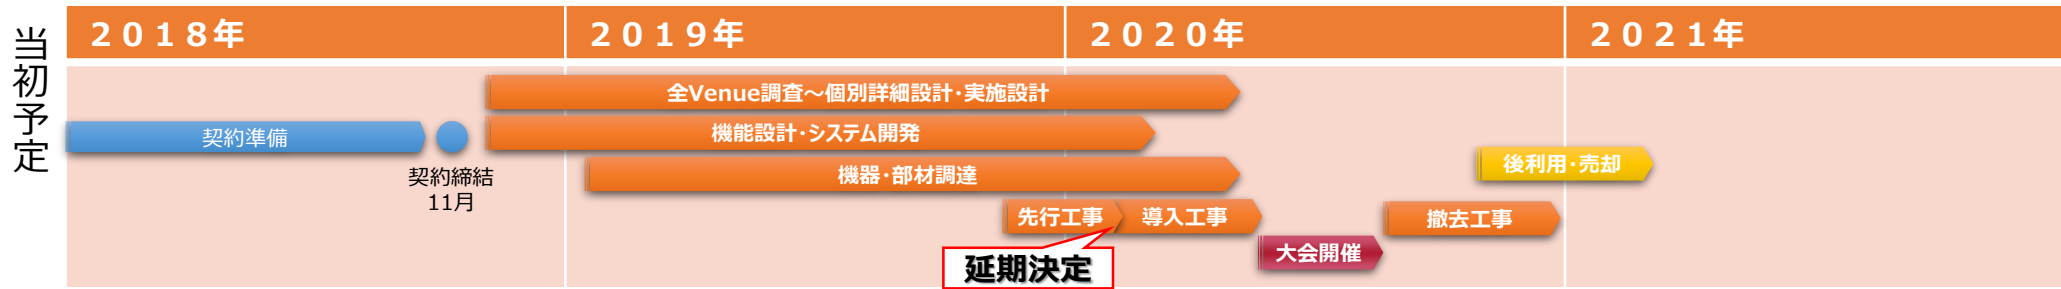 当初予定
２０１８年
２０１９年
２０２０年
２０２１年
全Venue調査～個別詳細設計・実施設計
契約準備
機能設計・システム開発
契約締結
11月
機器・部材調達
後利用・売却
先行工事
導入工事
撤去工事
大会開催
延期決定